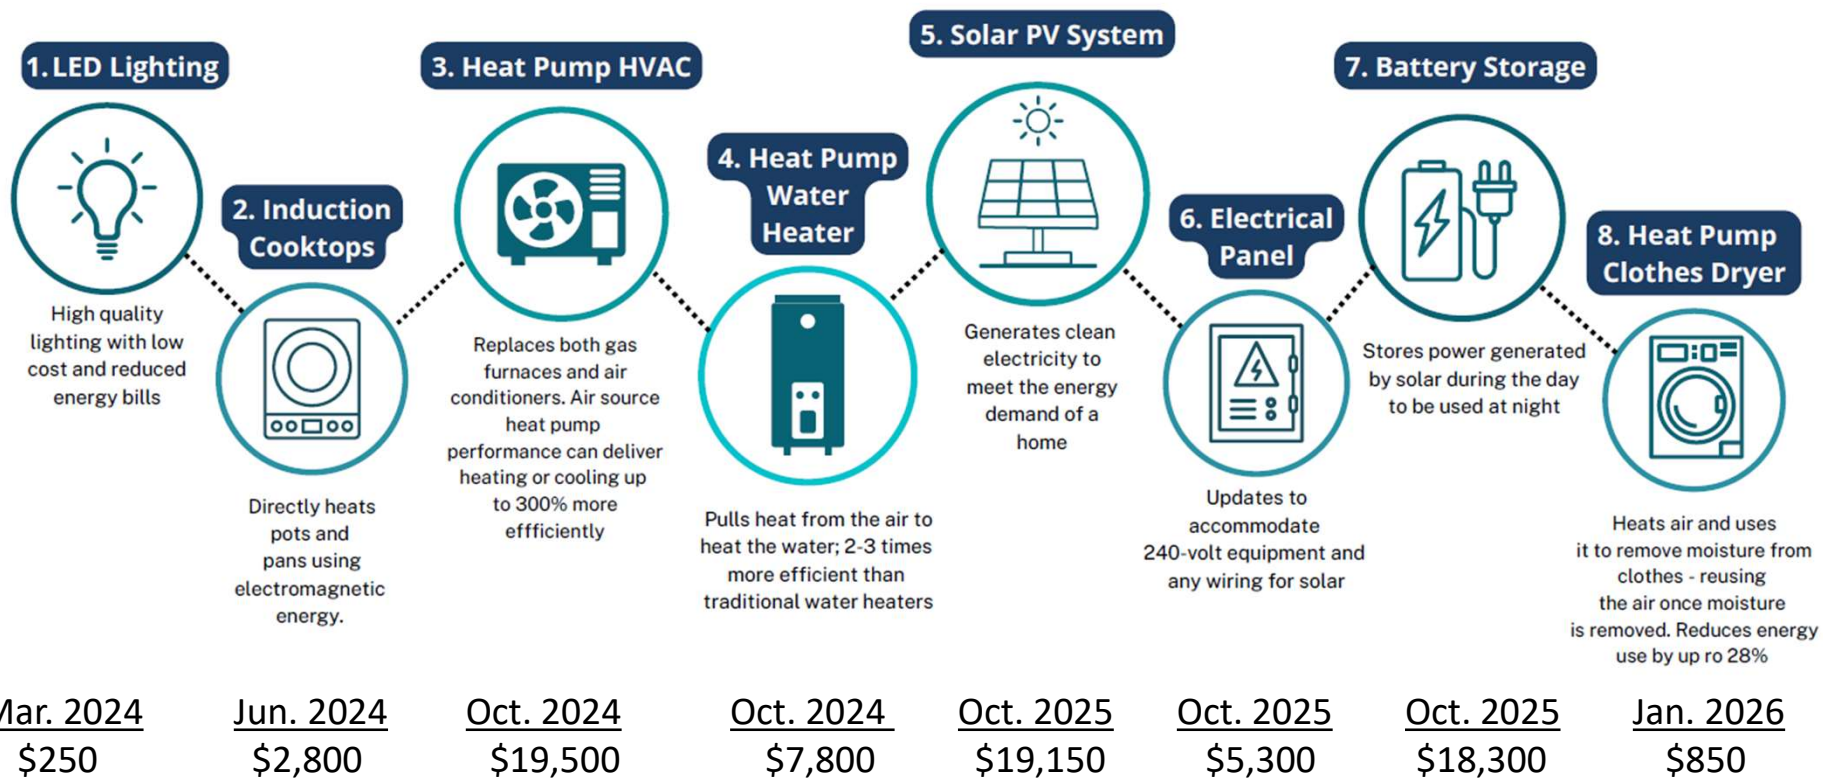 1. LED Lighting
High quality
lighting with low
cost and reduced
energy bills
2. Induction
Cooktops
Directly heats
pots and
pans using
electromagnetic
energy.
3. Heat Pump HVAC
Replaces both gas
furnaces and air
conditioners. Air source
heat pump
performance can deliver
heating or cooling up
to 300% more
effficiently
4. Heat Pump
Water
Heater
Pulls heat from the air to
heat the water; 2-3 times
more efficient than
traditional water heaters
5. Solar PV System
Generates clean
electricity to
meet the energy
demand of a
home
6. Electrical
Panel
Updates to
accommodate
240-volt equipment and
any wiring for solar
7. Battery Storage
Stores power generated
by solar during the day
to be used at night
8. Heat Pump
Clothes Dryer
Heats air and uses
it to remove moisture from
clothes - reusing
the air once moisture
is removed. Reduces energy
use by up ro 28%
Mar. 2024 Jun. 2024 Oct. 2024 Oct. 2024 Oct. 2025 Oct. 2025 Oct. 2025 Jan. 2026
$250 $2,800 $19,500 $7,800 $19,150 $5,300 $18,300 $850